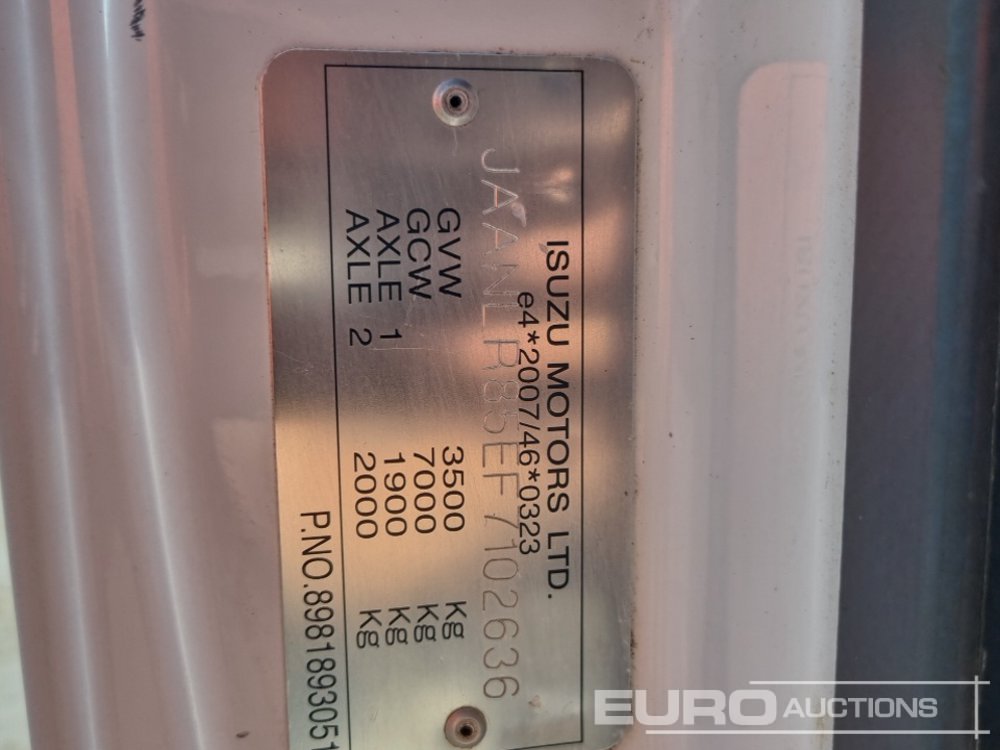 ISUZU MOTORS LTD.
e4*2007/46*0323
JAANLR85EF7102636
GVW 3500 Kg
GCW 7000 Kg
AXLE 1 1900 Kg
AXLE 2 2000 Kg
P.NO.8981893051
EURO AUCTIONS